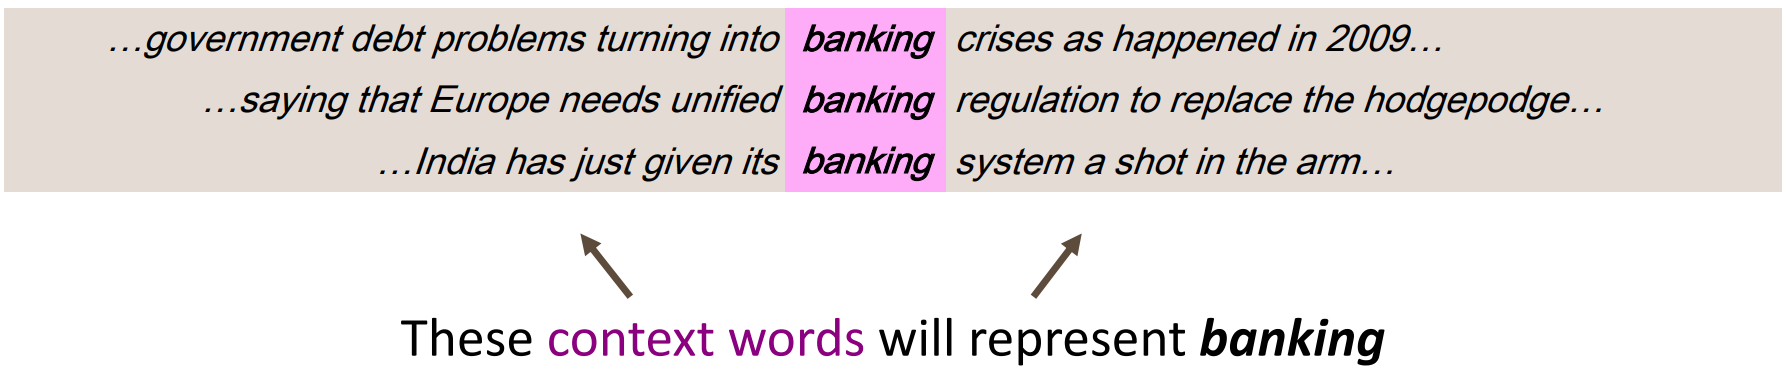 …government debt problems turning into banking crises as happened in 2009…
…saying that Europe needs unified banking regulation to replace the hodgepodge…
…India has just given its banking system a shot in the arm…
These context words will represent banking